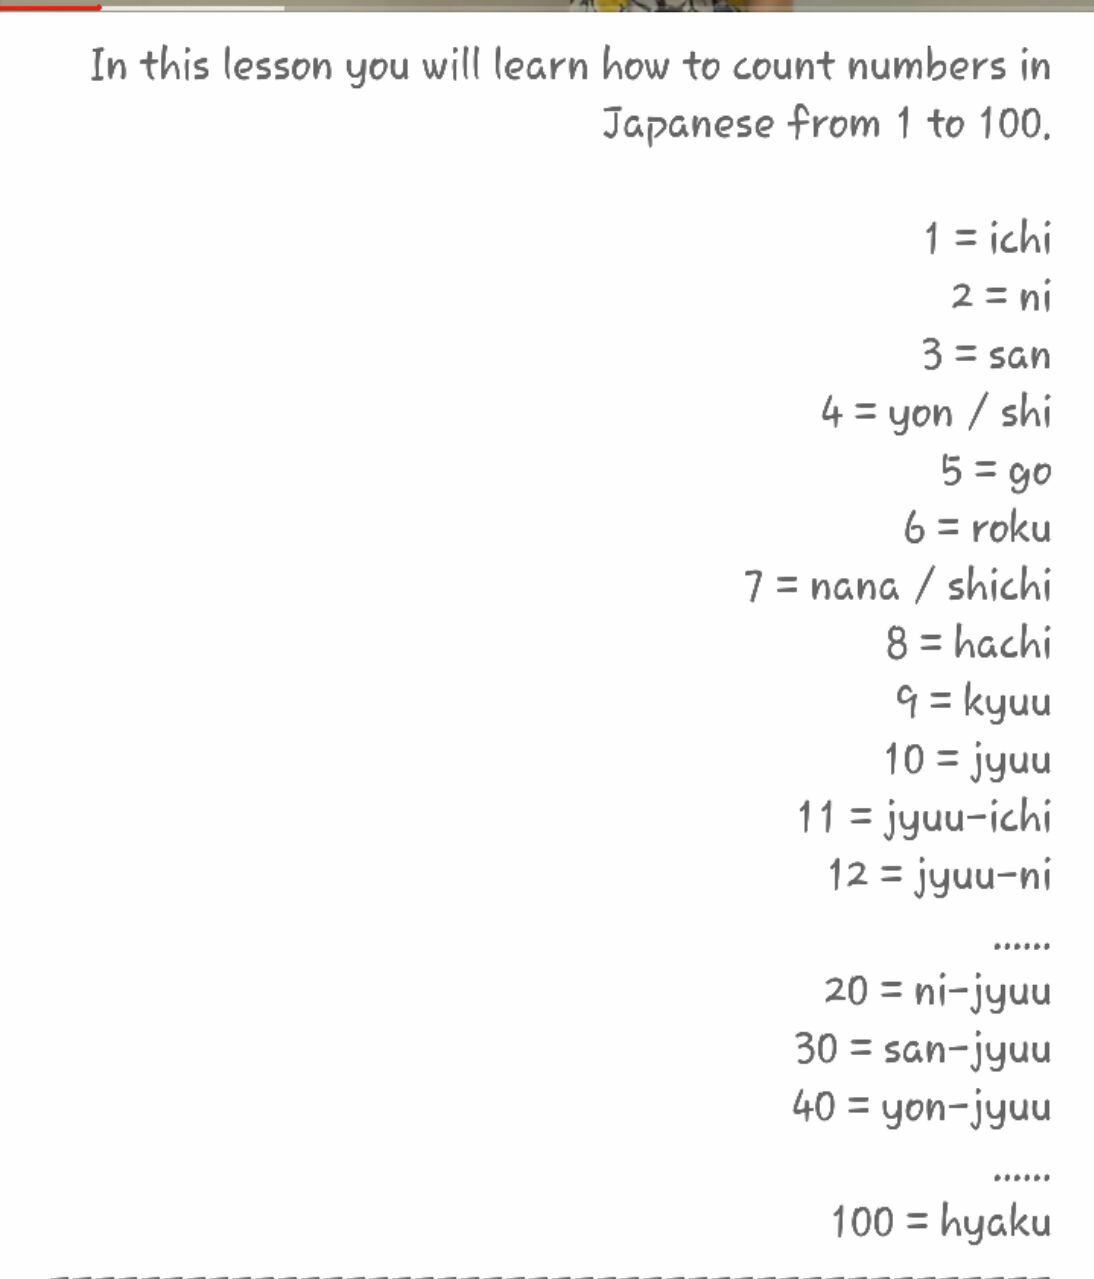 In this lesson you will learn how to count numbers in
Japanese from 1 to 100.
1 = ichi
2 = ni
3 = san
4 = yon / shi
5 = go
6 = roku
7 = nana / shichi
8 = hachi
9 = kyuu
10 = jyuu
11 = jyuu-ichi
12 = jyuu-ni
......
20 = ni-jyuu
30 = san-jyuu
40 = yon-jyuu
......
100 = hyaku